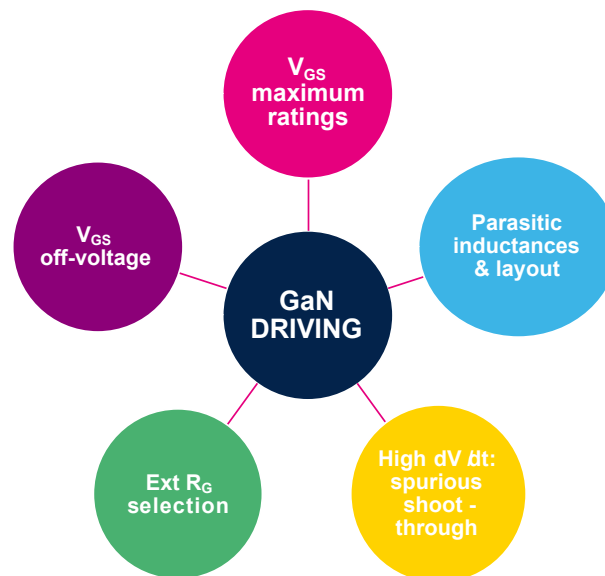 VGS
maximum
ratings
VGS
off-voltage
Parasitic
inductances
& layout
GaN
DRIVING
Ext RG
selection
High dV/dt:
spurious
shoot -
through